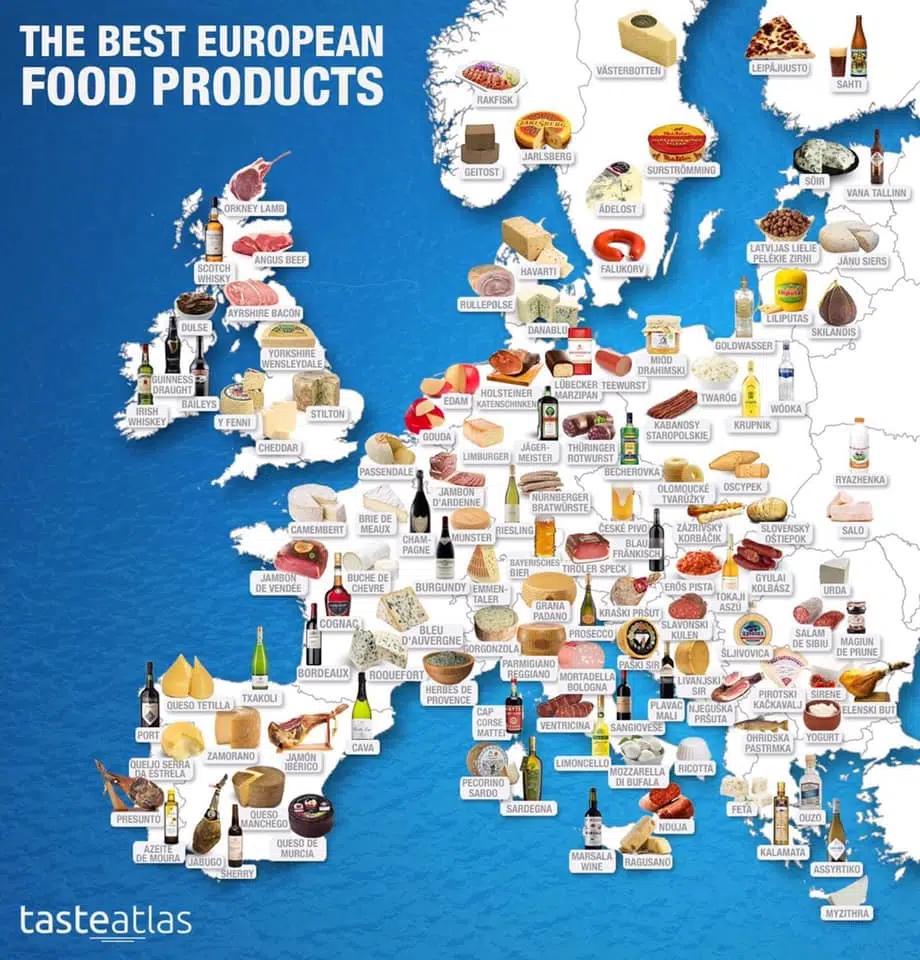 THE BEST EUROPEAN
FOOD PRODUCTS
VÄSTERBOTTEN
LEIPÄJUUSTO
SAHTI
RAKFISK
JARLSBERG
GEITOST
JARLSBERG
SURSTRÖMMING
SÕIR
VANA TALLINN
ÄDELOST
ORKNEY LAMB
LATVIJAS LIELIE
PELĒKIE ZIRŅI
JĀŅU SIERS
SCOTCH
WHISKY
ANGUS BEEF
HAVARTI
FALUKORV
RULLEPØLSE
AYRSHIRE BACON
DULSE
DANABLU
GOLDWASSER
LILIPUTAS
SKILANDIS
YORKSHIRE
WENSLEYDALE
MIÓD
DRAHIMSKI
TWARÓG
WÓDKA
GUINNESS
DRAUGHT
BAILEYS
IRISH
WHISKEY
Y FENNI
STILTON
CHEDDAR
EDAM
HOLSTEINER
KATENSCHINKEN
LÜBECKER
MARZIPAN
TEEWURST
KABANOSY
STAROPOLSKIE
KRUPNIK
GOUDA
LIMBURGER
JÄGER-
MEISTER
THÜRINGER
ROTWURST
BECHEROVKA
PASSENDALE
JAMBON
D'ARDENNE
NÜRNBERGER
BRATWÜRSTE
OLOMOUCKÉ
TVARŮŽKY
OSCYPEK
RYAZHENKA
CAMEMBERT
BRIE DE
MEAUX
CHAM-
PAGNE
MUNSTER
RIESLING
ČESKÉ PIVO
BLAU
FRÄNKISCH
ZÁZRIVSKÝ
KORBÁČIK
SLOVENSKÝ
OŠTIEPOK
SALO
JAMBON
DE VENDÉE
BUCHE DE
CHEVRE
BURGUNDY
EMMEN-
TALER
BAYERISCHES
BIER
TIROLER SPECK
ERŐS PISTA
TOKAJI
ASZÚ
GYULAI
KOLBÁSZ
URDA
COGNAC
BLEU
D'AUVERGNE
GORGONZOLA
GRANA
PADANO
PROSECCO
KRAŠKI PRŠUT
SLAVONSKI
KULEN
ŠLJIVOVICA
SALAM
DE SIBIU
MAGIUN
DE PRUNE
BORDEAUX
ROQUEFORT
HERBES DE
PROVENCE
PARMIGIANO
REGGIANO
MORTADELLA
BOLOGNA
PAŠKI SIR
LIVANJSKI
SIR
PIROTSKI
KAČKAVALJ
SIRENE
ELENSKI BUT
QUESO TETILLA
TXAKOLI
PORT
CAVA
CAP
CORSE
MATTEI
VENTRICINA
SANGIOVESE
PLAVAC
MALI
NJEGUŠKA
PRŠUTA
OHRIDSKA
PASTRMKA
YOGURT
ZAMORANO
JAMÓN
IBÉRICO
QUEIJO SERRA
DA ESTRELA
LIMONCELLO
MOZZARELLA
DI BUFALA
RICOTTA
PECORINO
SARDO
SARDEGNA
PRESUNTO
QUESO
MANCHEGO
FETA
OUZO
NDUJA
AZEITE
DE MOURA
JABUGO
SHERRY
QUESO DE
MURCIA
MARSALA
WINE
RAGUSANO
KALAMATA
ASSYRTIKO
MYZITHRA
tasteatlas